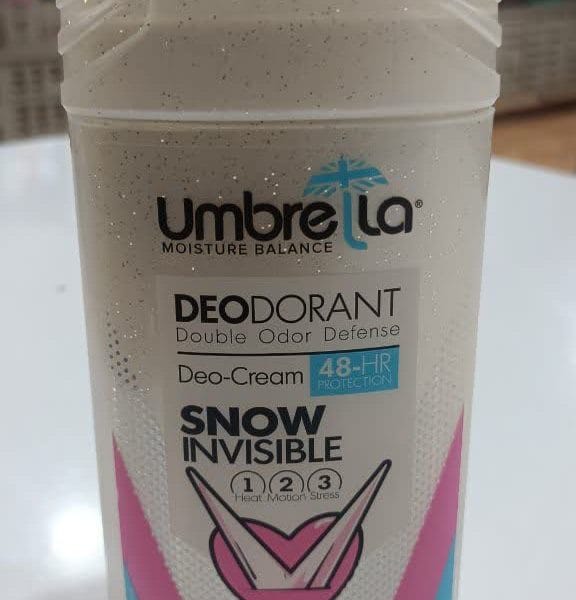 umbrella®
MOISTURE BALANCE
DEODORANT
Double Odor Defense
Deo-Cream 48-HR
PROTECTION
SNOW
INVISIBLE
1 2 3
Heat Motion Stress